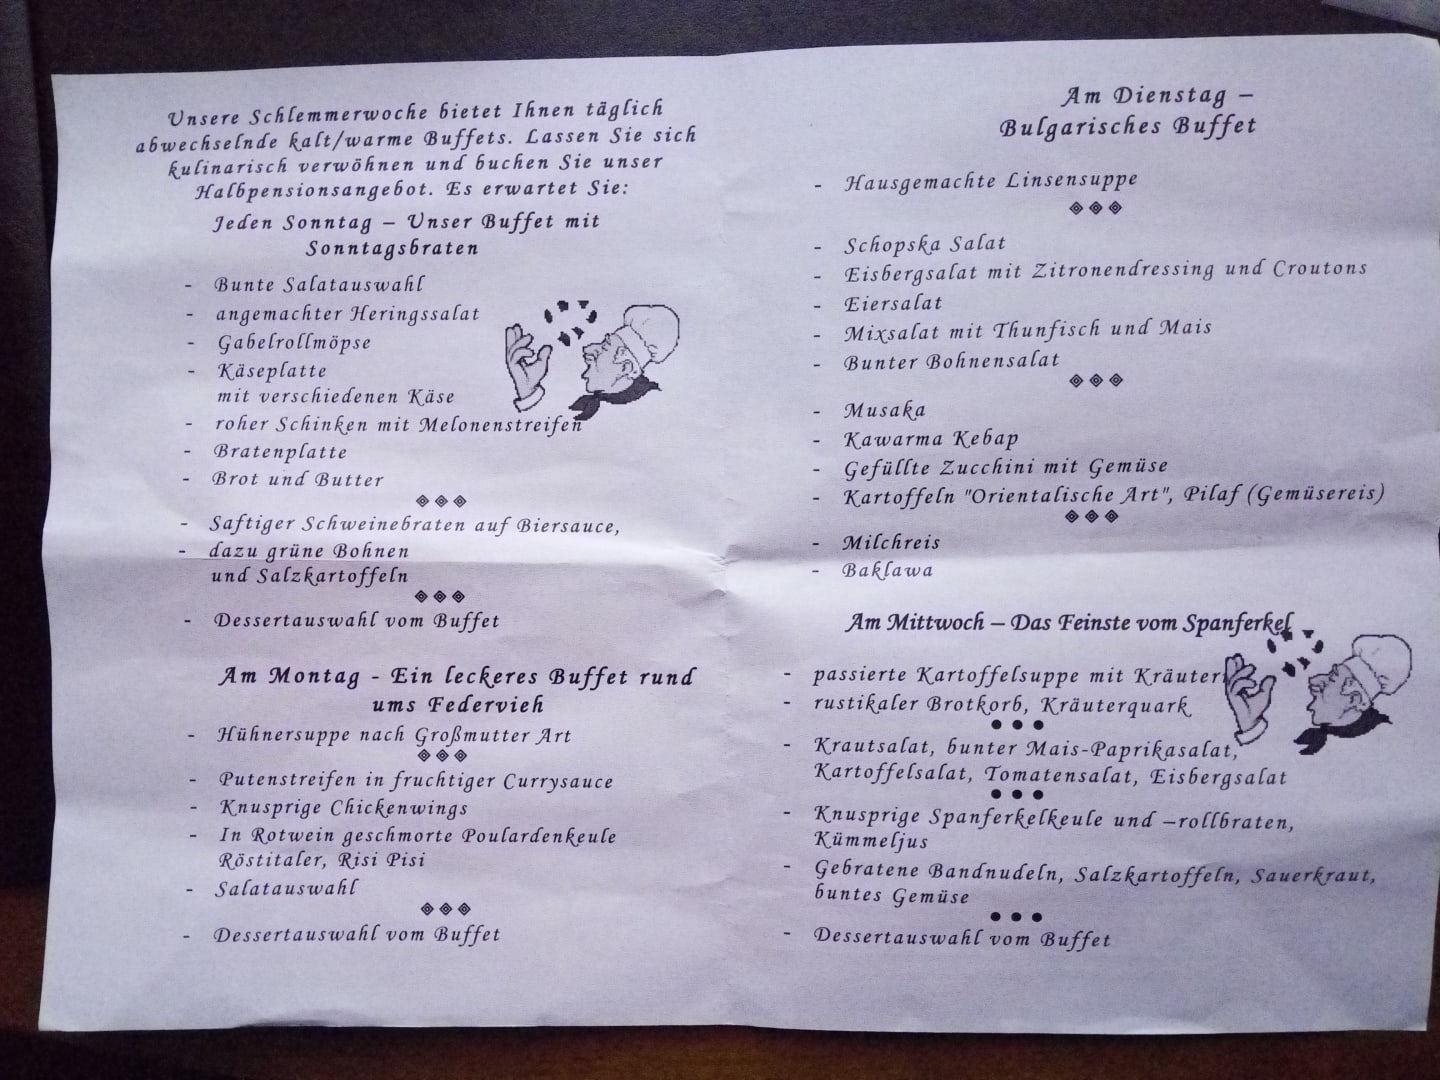 Unsere Schlemmerwoche bietet Ihnen täglich
abwechselnde kalt/warme Buffets. Lassen Sie sich
kulinarisch verwöhnen und buchen Sie unser
Halbpensionsangebot. Es erwartet Sie:
Jeden Sonntag – Unser Buffet mit
Sonntagsbraten
- Bunte Salatauswahl
- angemachter Heringssalat
- Gabelrollmöpse
- Käseplatte
mit verschiedenen Käse
- roher Schinken mit Melonenstreifen
- Bratenplatte
- Brot und Butter
- Saftiger Schweinebraten auf Biersauce,
- dazu grüne Bohnen
und Salzkartoffeln
- Dessertauswahl vom Buffet
Am Montag - Ein leckeres Buffet rund
ums Federvieh
- Hühnersuppe nach Großmutter Art
- Putenstreifen in fruchtiger Currysauce
- Knusprige Chickenwings
- In Rotwein geschmorte Poulardenkeule
Röstitaler, Risi Pisi
- Salatauswahl
- Dessertauswahl vom Buffet
Am Dienstag –
Bulgarisches Buffet
- Hausgemachte Linsensuppe
- Schopska Salat
- Eisbergsalat mit Zitronendressing und Croutons
- Eiersalat
- Mixsalat mit Thunfisch und Mais
- Bunter Bohnensalat
- Musaka
- Kawarma Kebap
- Gefüllte Zucchini mit Gemüse
- Kartoffeln "Orientalische Art", Pilaf (Gemüsereis)
- Milchreis
- Baklawa
Am Mittwoch – Das Feinste vom Spanferkel
- passierte Kartoffelsuppe mit Kräutern
- rustikaler Brotkorb, Kräuterquark
- Krautsalat, bunter Mais-Paprikasalat,
Kartoffelsalat, Tomatensalat, Eisbergsalat
- Knusprige Spanferkelkeule und –rollbraten,
Kümmeljus
- Gebratene Bandnudeln, Salzkartoffeln, Sauerkraut,
buntes Gemüse
- Dessertauswahl vom Buffet